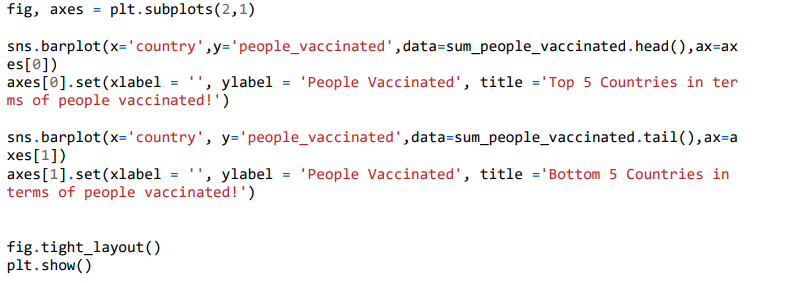 fig, axes = plt.subplots(2,1)
sns.barplot(x='country',y='people_vaccinated',data=sum_people_vaccinated.head(),ax=ax
es[0])
axes[0].set(xlabel = '', ylabel = 'People Vaccinated', title ='Top 5 Countries in ter
ms of people vaccinated!')
sns.barplot(x='country', y='people_vaccinated',data=sum_people_vaccinated.tail(),ax=a
xes[1])
axes[1].set(xlabel = '', ylabel = 'People Vaccinated', title ='Bottom 5 Countries in
terms of people vaccinated!')
fig.tight_layout()
plt.show()